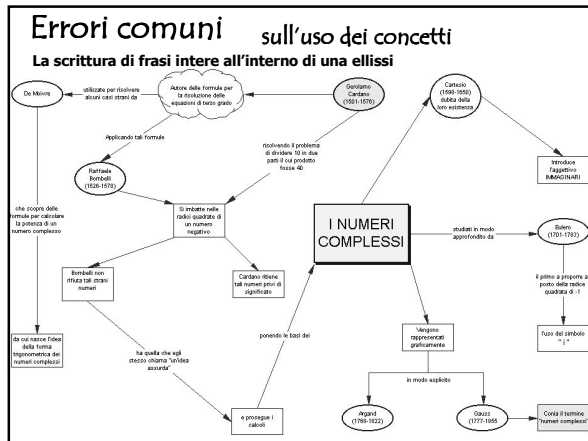 Errori comuni sull'uso dei concetti
La scrittura di frasi intere all'interno di una ellissi
De Moivre
utilizzate per risolvere
alcuni casi strani da
Autore delle formule per
la risoluzione delle
equazioni di terzo grado
Gerolamo
Cardano
(1501-1576)
Cartesio
(1596-1650)
dubita della
loro esistenza
Applicando tali formule
risolvendo il problema
di dividere 10 in due
parti il cui prodotto
fosse 40
Introduce
l'aggettivo
IMMAGINARI
Raffaele
Bombelli
(1526-1573)
che scopre delle
formule per calcolare
la potenza di un
numero complesso
Si imbatte nelle
radici quadrate di
un numero
negativo
I NUMERI
COMPLESSI
studiati in modo
approfondito da
Eulero
(1701-1783)
Bombelli non
rifiuta tali strani
numeri
Cardano ritiene
tali numeri privi di
significato
il primo a proporre al
posto della radice
quadrata di -1
da cui nasce l'idea
della forma
trigonometrica dei
numeri complessi
ha quella che egli
stesso chiama "un'idea
assurda"
ponendo le basi dei
Vengono
rappresentati
graficamente
l'uso del simbolo
" i "
in modo esplicito
e prosegue i
calcoli
Argand
(1768-1822)
Gauss
(1777-1855
Conia il termine
"numeri complessi"